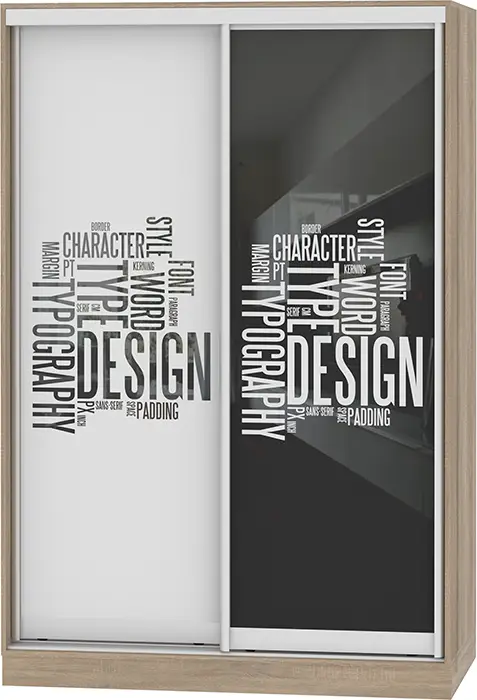 BORDER
STYLE
CHARACTER
MARGIN
PT
KERNING
FONT
TYPE
WORD
PARAGRAPH
TYPOGRAPHY
SERIF
CM
DESIGN
PX
INCH
SANS-SERIF
SPACE
PADDING
BORDER
STYLE
CHARACTER
MARGIN
PT
KERNING
FONT
TYPE
WORD
PARAGRAPH
TYPOGRAPHY
SERIF
CM
DESIGN
PX
INCH
SANS-SERIF
SPACE
PADDING